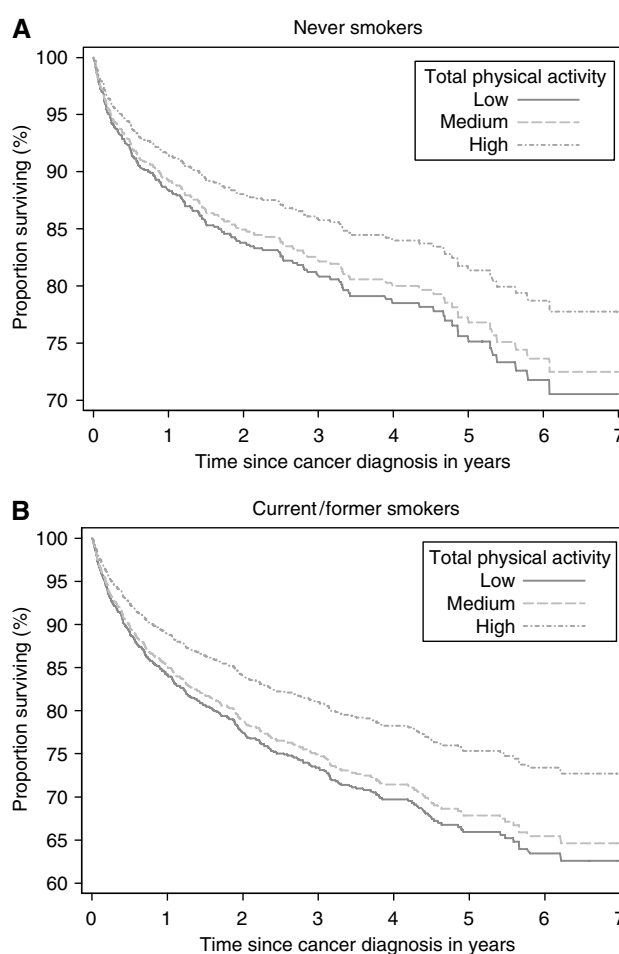 A
Never smokers
Total physical activity
Low
Medium
High
Proportion surviving (%)
100
95
90
85
80
75
70
0 1 2 3 4 5 6 7
Time since cancer diagnosis in years
B
Current/former smokers
Total physical activity
Low
Medium
High
Proportion surviving (%)
100
95
90
85
80
75
70
65
60
0 1 2 3 4 5 6 7
Time since cancer diagnosis in years